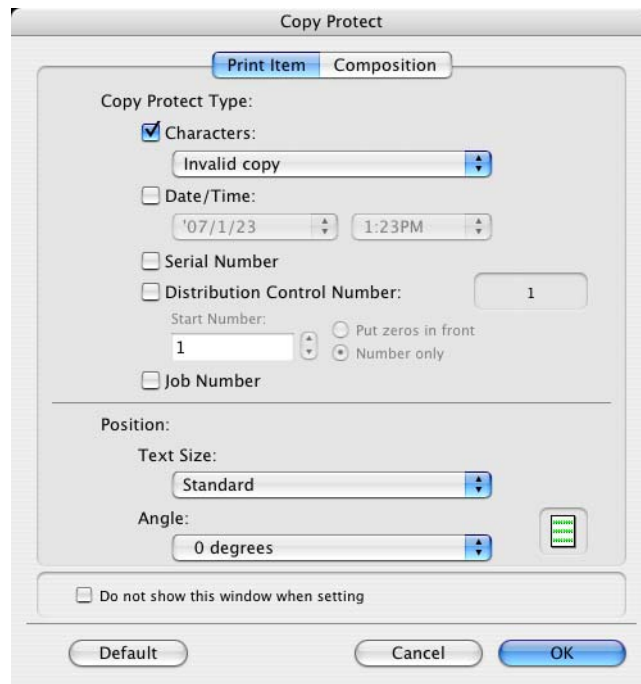 Copy Protect
Print Item Composition
Copy Protect Type:
Characters:
Invalid copy
Date/Time:
'07/1/23 1:23PM
Serial Number
Distribution Control Number: 1
Start Number:
Put zeros in front
1
Number only
Job Number
Position:
Text Size:
Standard
Angle:
0 degrees
Do not show this window when setting
Default Cancel OK